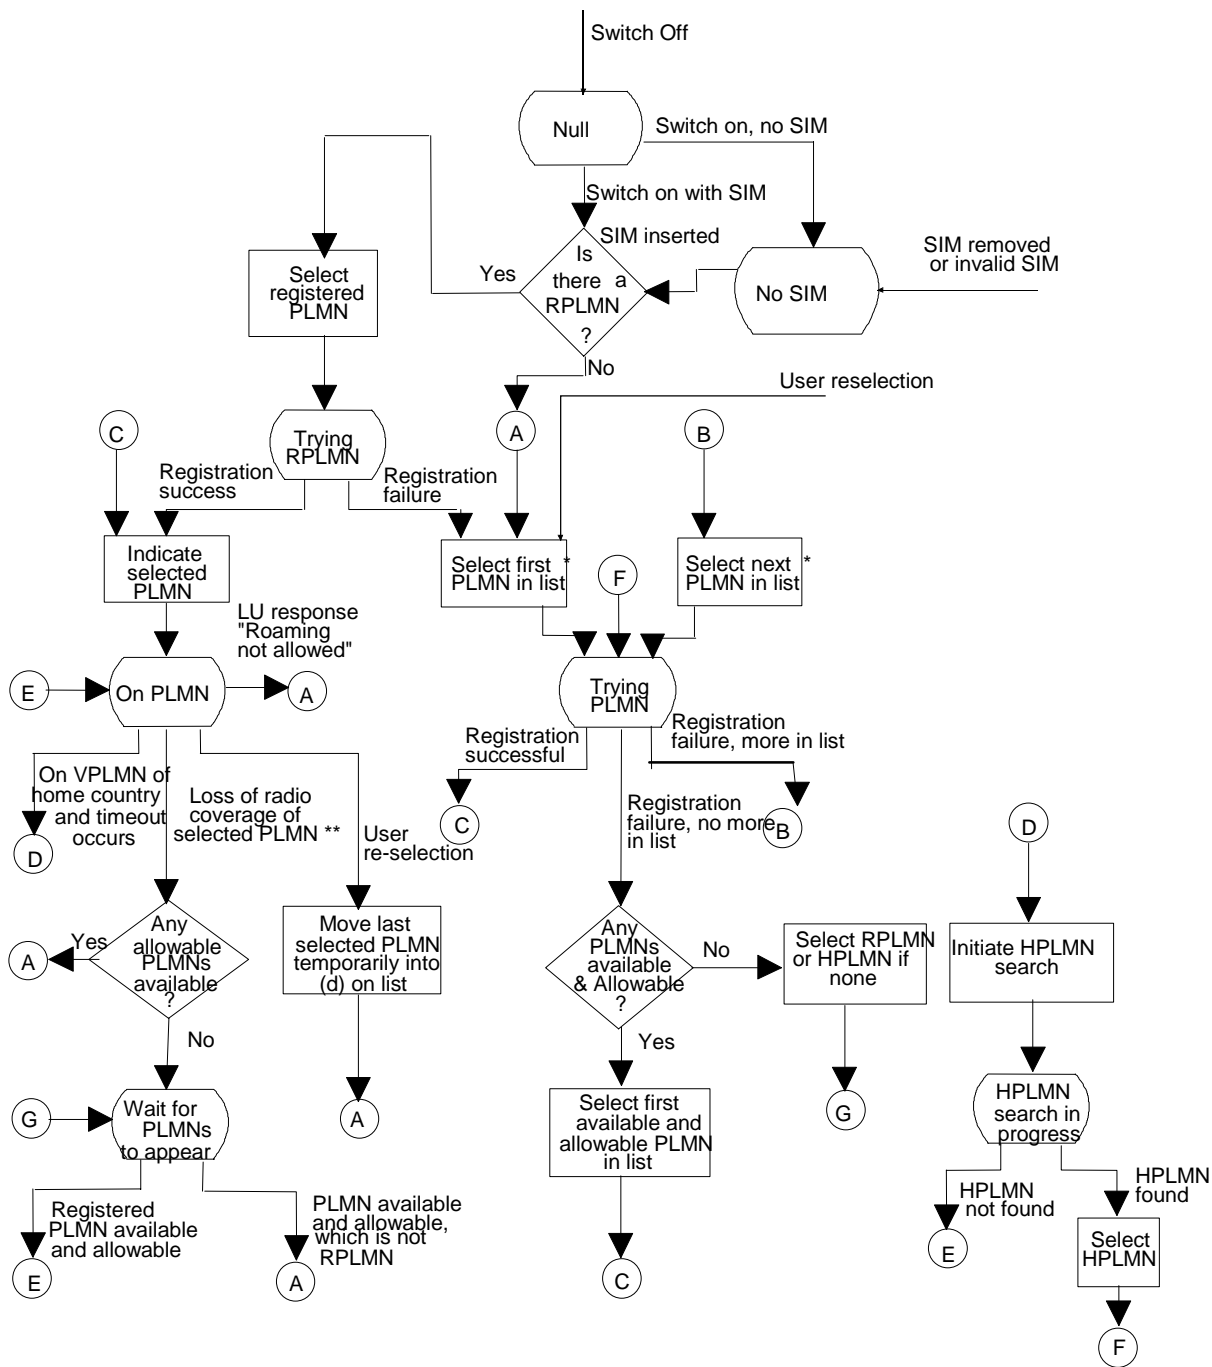 Switch Off
Null
Switch on, no SIM
Switch on with SIM
SIM inserted
SIM removed
or invalid SIM
Is
there a
RPLMN
?
Yes
No SIM
Select
registered
PLMN
No
User reselection
C
Trying
RPLMN
A
B
Registration
success
Registration
failure
Indicate
selected
PLMN
Select first *
PLMN in list
F
Select next *
PLMN in list
LU response
"Roaming
not allowed"
E
On PLMN
A
Trying
PLMN
Registration
successful
Registration
failure, more in list
On VPLMN of
home country
and timeout
occurs
Loss of radio
coverage of
selected PLMN **
User
re-selection
D
C
Registration
failure, no more
in list
B
D
Any
allowable
PLMNs
available
?
Yes
A
Move last
selected PLMN
temporarily into
(d) on list
Any
PLMNs
available
& Allowable
?
No
Select RPLMN
or HPLMN if
none
Initiate HPLMN
search
No
Yes
G
Wait for
PLMNs
to appear
A
Select first
available and
allowable PLMN
in list
G
HPLMN
search in
progress
Registered
PLMN available
and allowable
PLMN available
and allowable,
which is not
RPLMN
HPLMN
not found
HPLMN
found
E
A
C
E
Select
HPLMN
F